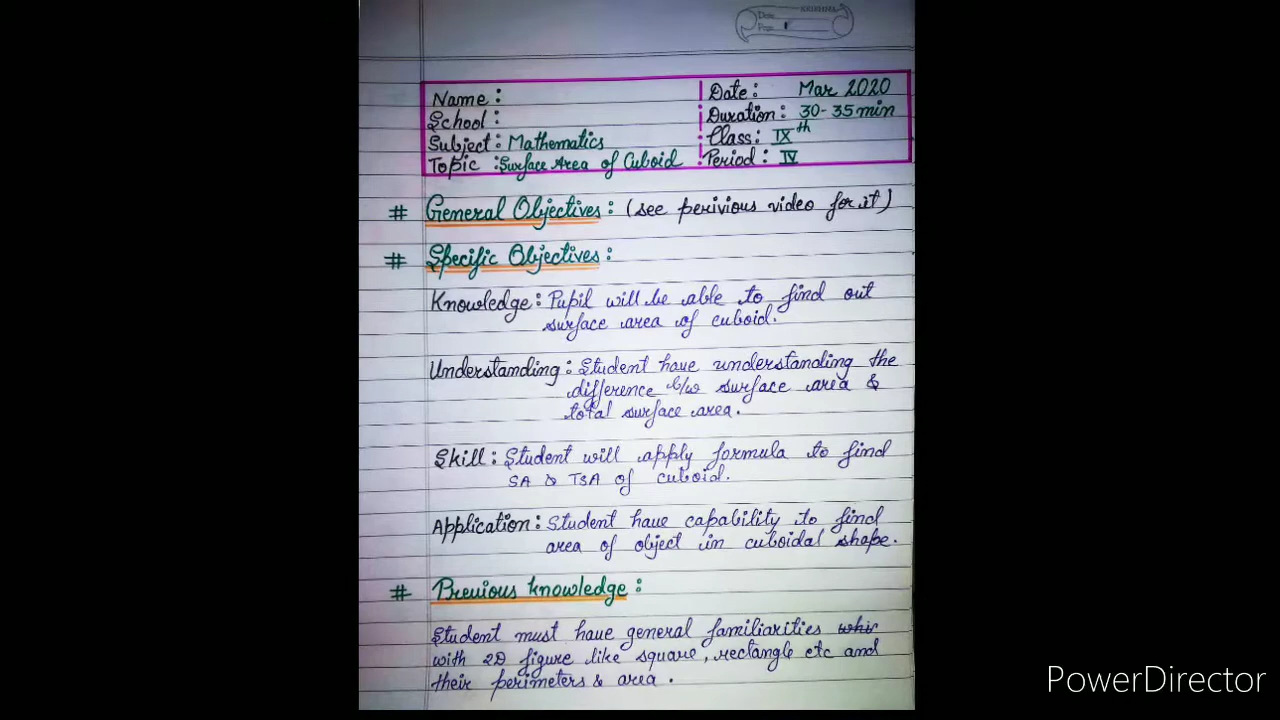 KRISHNA
Date
Page
Name :
School :
Subject : Mathematics
Topic : Surface Area of Cuboid
Date : Mar 2020
Duration : 30-35 min
Class : IXth
Period : IV
# General Objectives : (see perivious video for it)
# Specific Objectives :
Knowledge : Pupil will be able to find out
surface area of cuboid.
Understanding : Student have understanding the
difference b/w surface area &
total surface area.
Skill : Student will apply formula to find
SA & TSA of cuboid.
Application : Student have capability to find
area of object in cuboidal shape.
# Previous knowledge :
Student must have general familiarities whic
with 2D figure like square, rectangle etc and
their perimeters & area.
PowerDirector